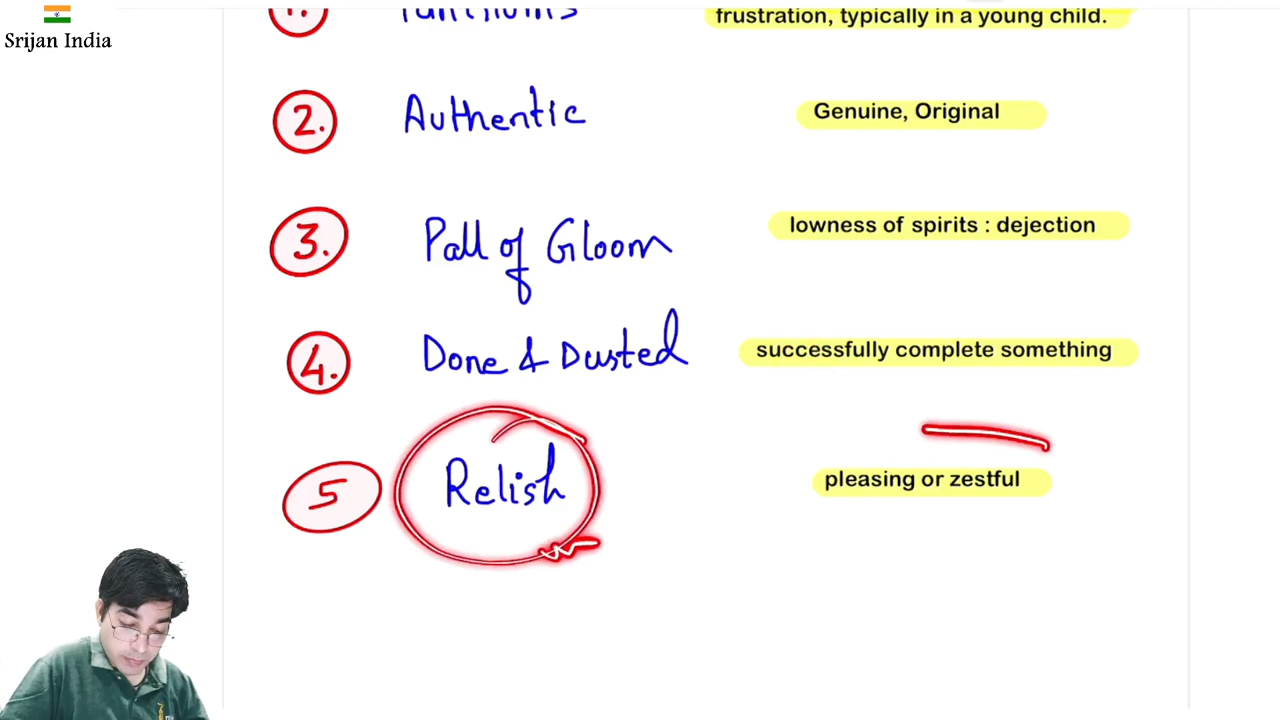 Srijan India
1.
frustration, typically in a young child.
2. Authentic Genuine, Original
3. Pall of Gloom lowness of spirits : dejection
4. Done & Dusted successfully complete something
5 Relish pleasing or zestful